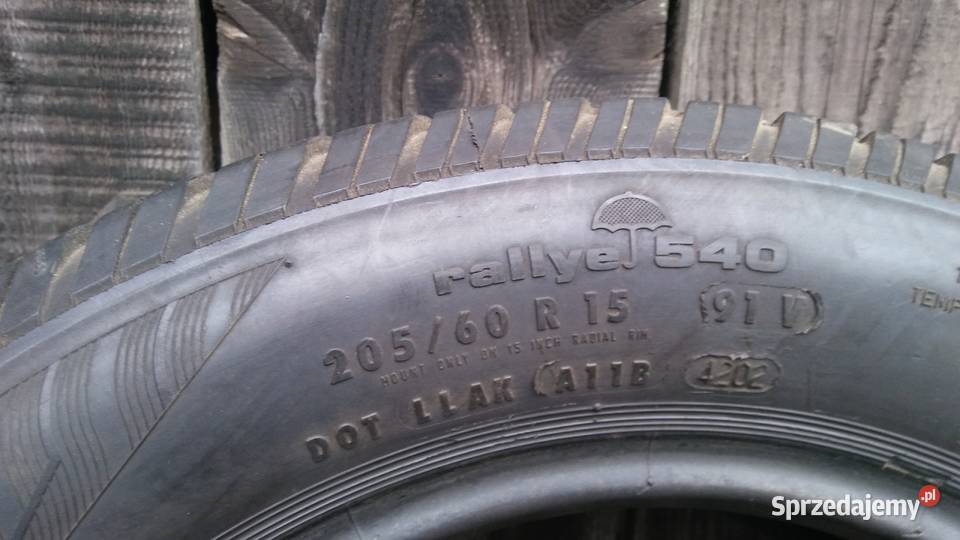 rallye 540
205/60 R 15 91 V
MOUNT ONLY ON 15 INCH RADIAL RIM
TEMP
DOT LLAK A11B 4202
Sprzedajemy.pl